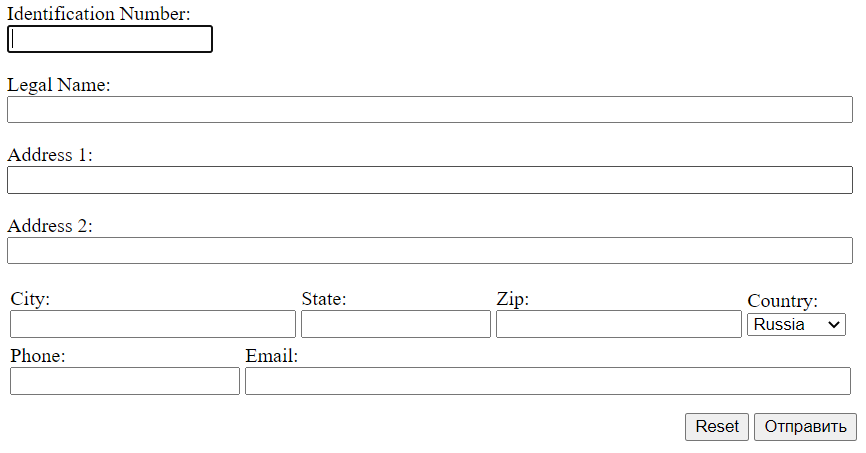 Identification Number:
Legal Name:
Address 1:
Address 2:
City: State: Zip: Country:
Russia
Phone: Email:
Reset Отправить